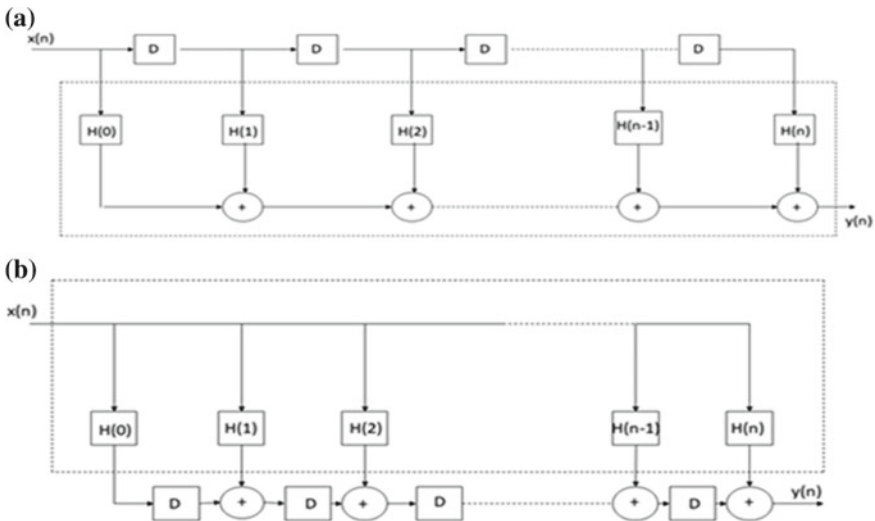 (a)
x(n)
D D D D
H(0) H(1) H(2) H(n-1) H(n)
+ + + +
y(n)
(b)
x(n)
H(0) H(1) H(2) H(n-1) H(n)
D + D + D + D + y(n)